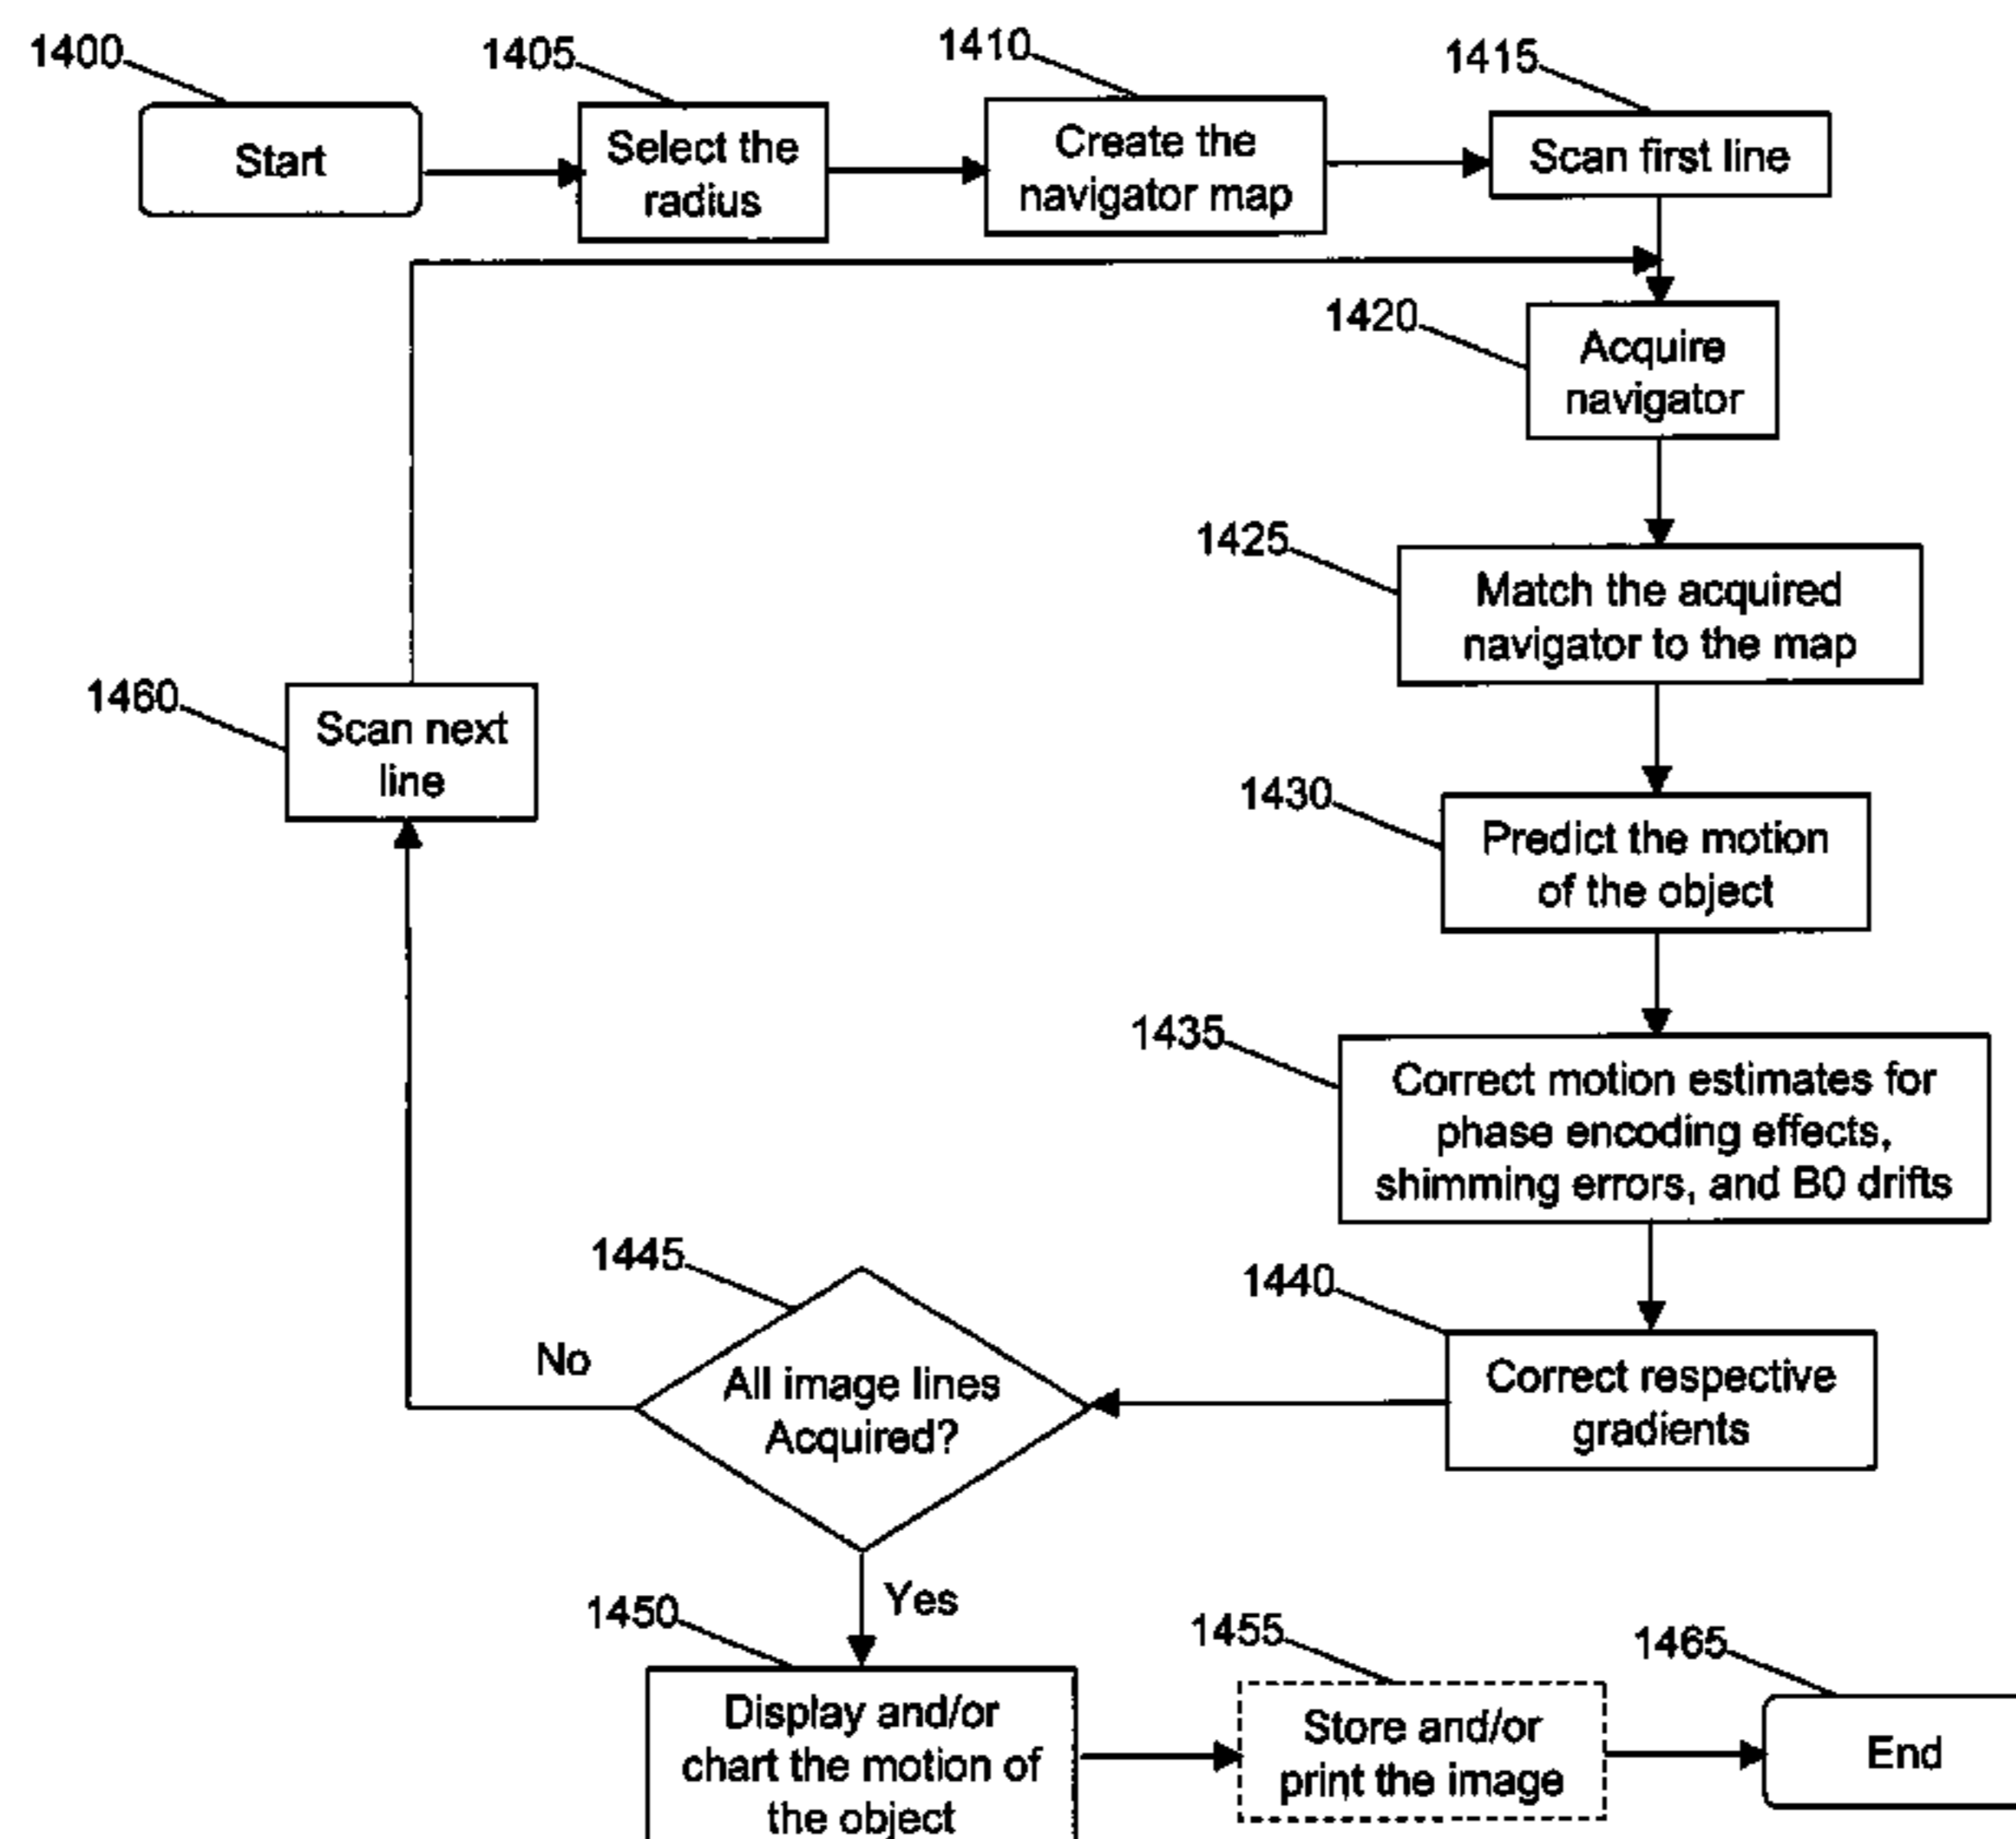 1400
Start
1405
Select the
radius
1410
Create the
navigator map
1415
Scan first line
1420
Acquire
navigator
1425
Match the acquired
navigator to the map
1430
Predict the motion
of the object
1435
Correct motion estimates for
phase encoding effects,
shimming errors, and B0 drifts
1440
Correct respective
gradients
1445
All image lines
Acquired?
No
1460
Scan next
line
Yes
1450
Display and/or
chart the motion of
the object
1455
Store and/or
print the image
1465
End